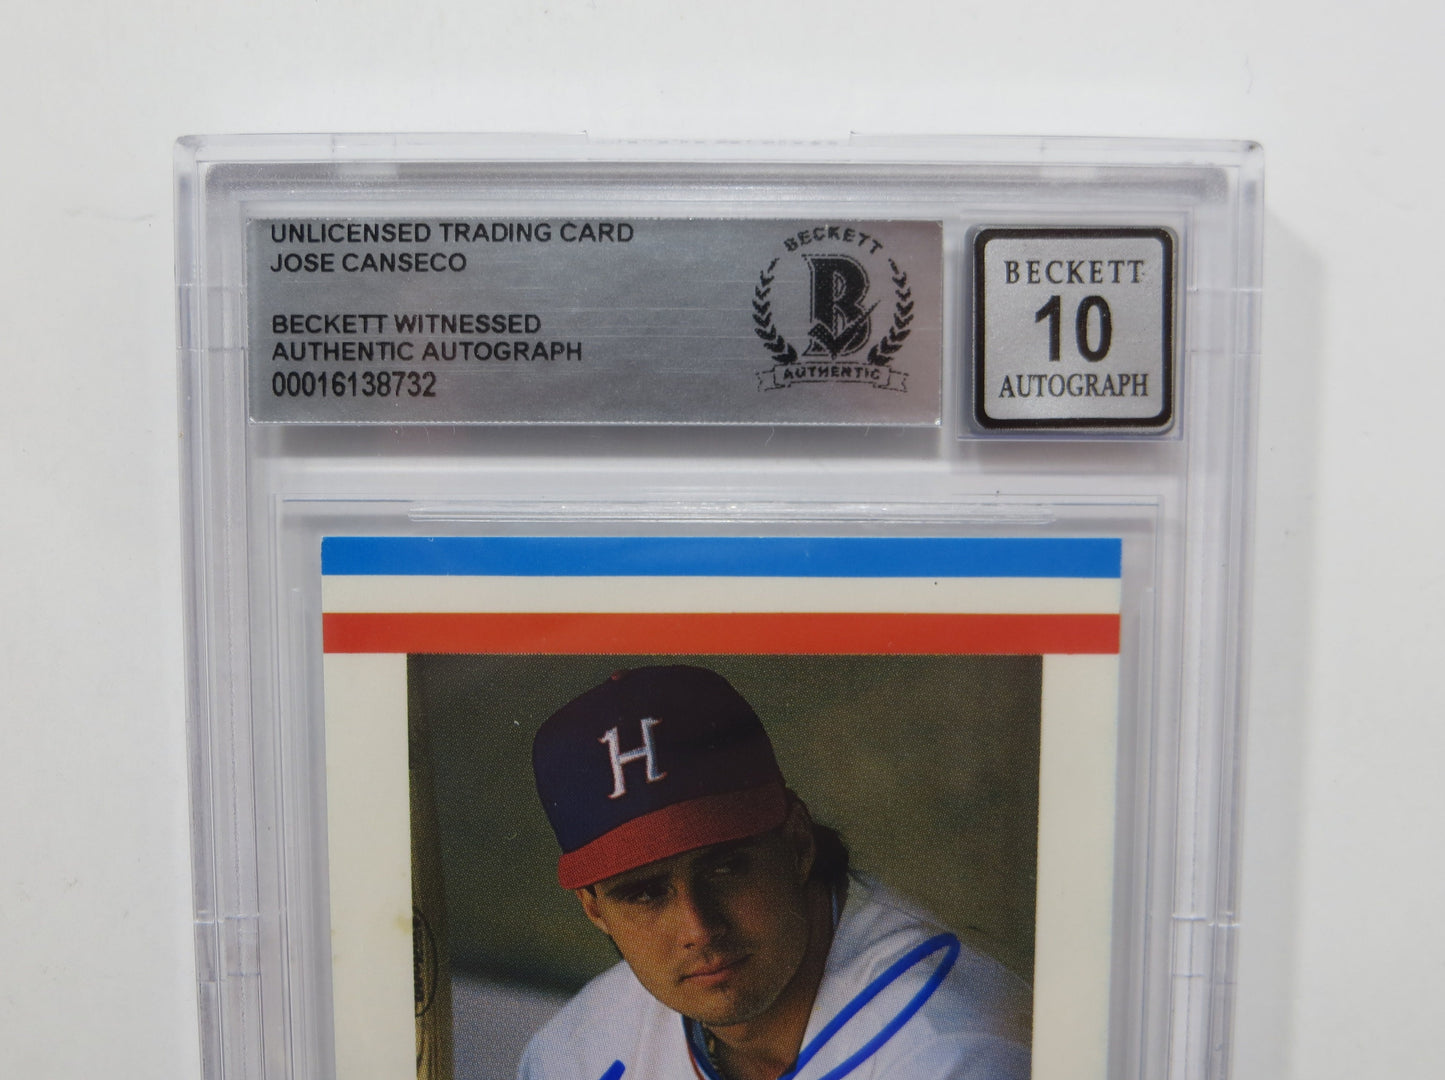 UNLICENSED TRADING CARD
JOSE CANSECO
BECKETT WITNESSED
AUTHENTIC AUTOGRAPH
00016138732
BECKETT
B
AUTHENTIC
BECKETT
10
AUTOGRAPH
H